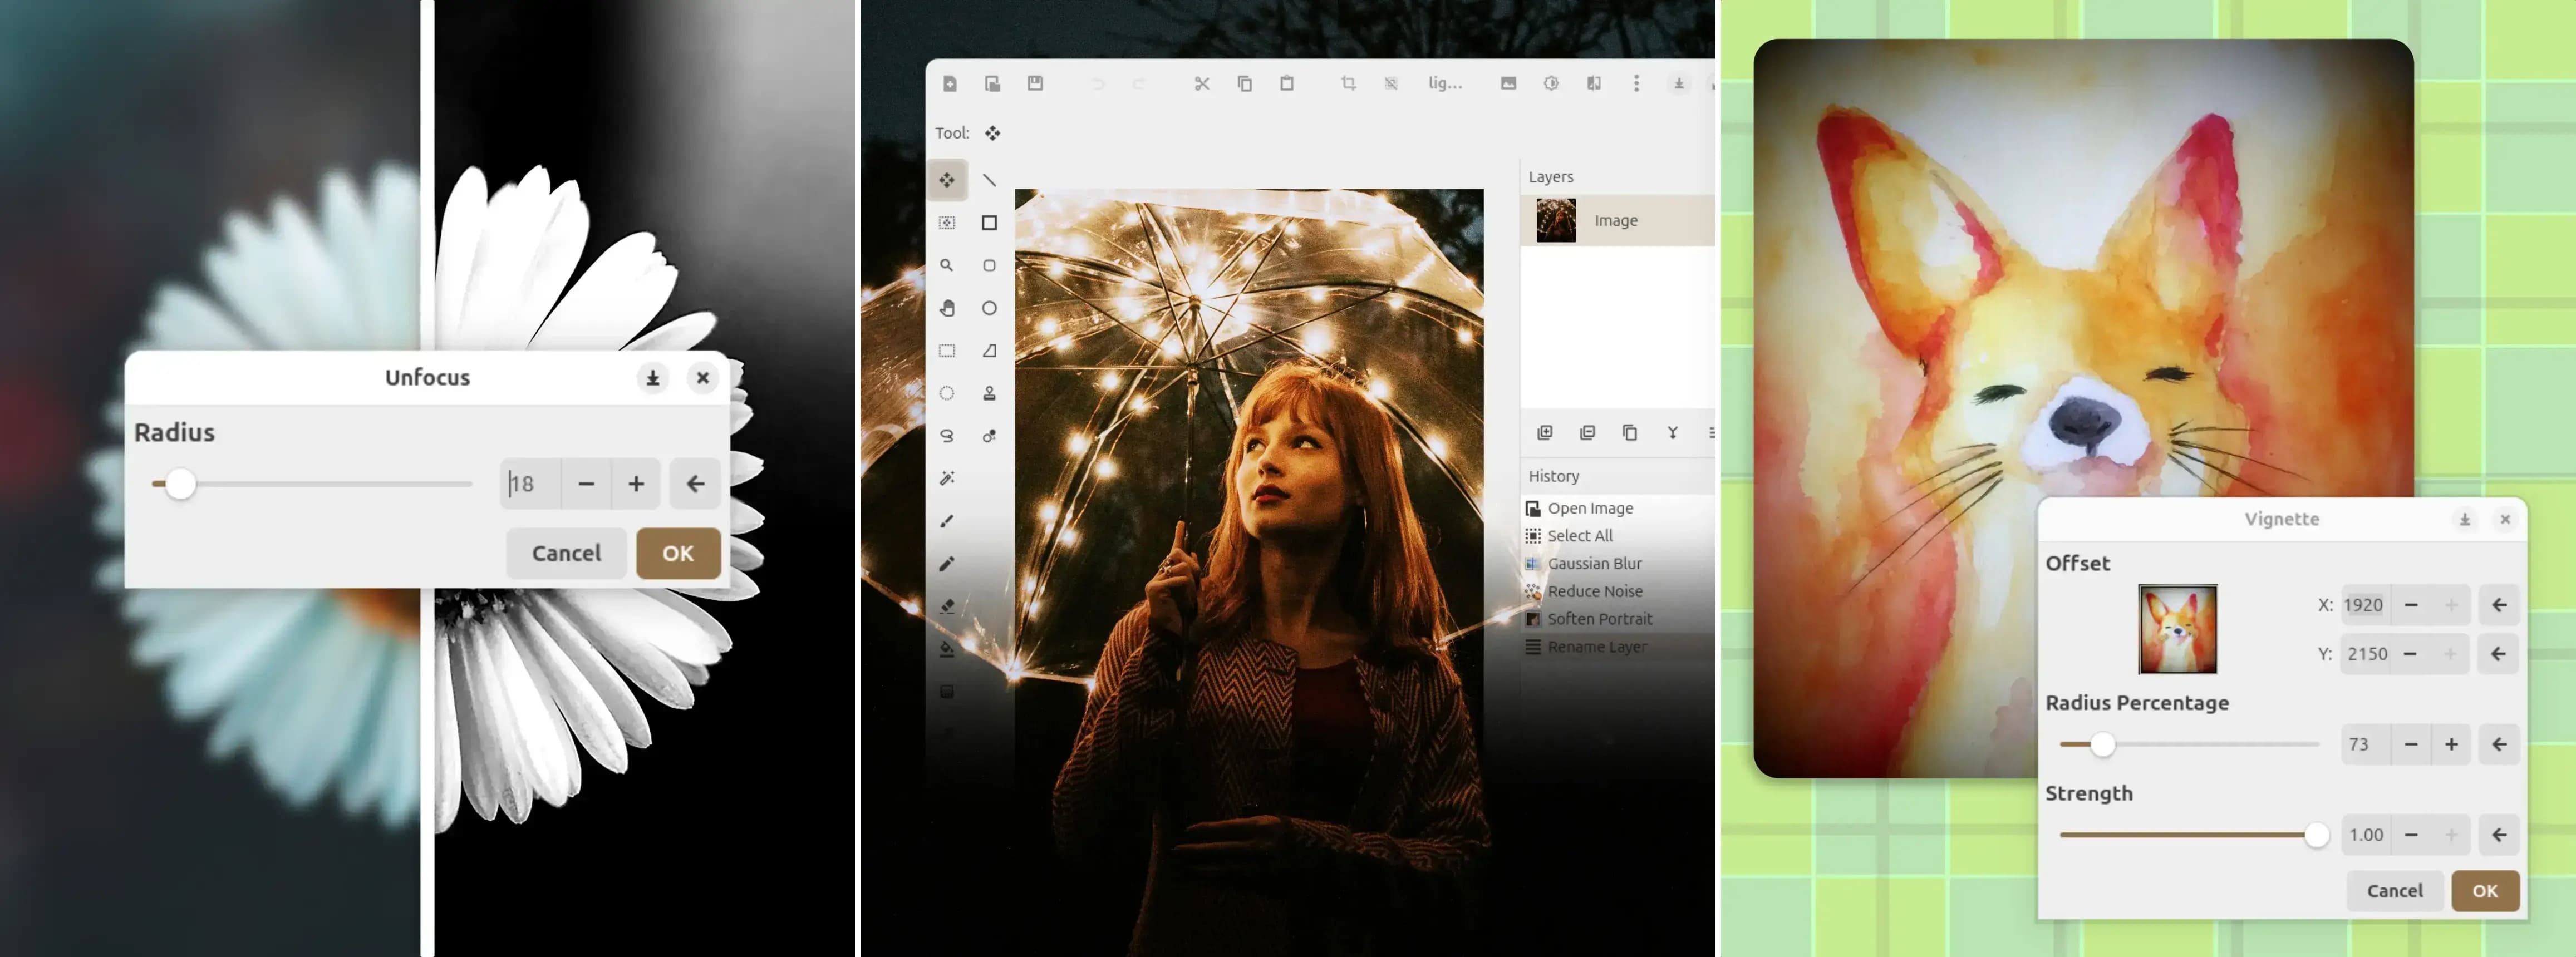 Unfocus
Radius
18
Cancel
OK
lig...
Tool:
Layers
Image
History
Open Image
Select All
Gaussian Blur
Reduce Noise
Soften Portrait
Rename Layer
Vignette
Offset
X: 1920
Y: 2150
Radius Percentage
73
Strength
1.00
Cancel
OK